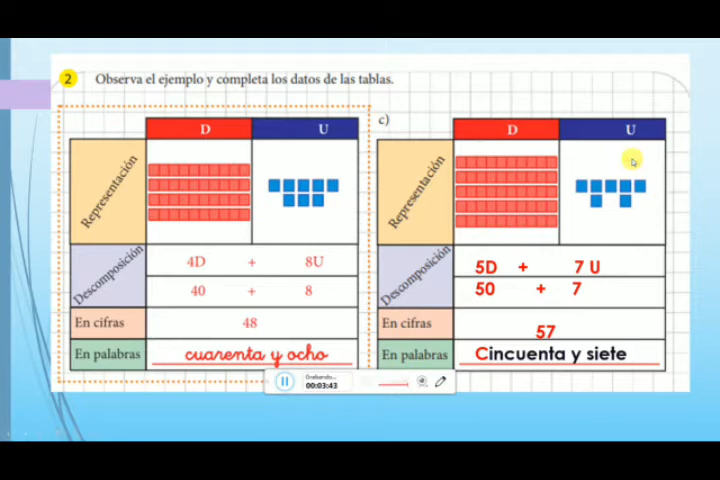 2 Observa el ejemplo y completa los datos de las tablas.
D U
Representación
Descomposición
4D + 8U
40 + 8
En cifras 48
En palabras cuarenta y ocho
c)
D U
Representación
Descomposición
5D + 7 U
50 + 7
En cifras 57
En palabras Cincuenta y siete
Grabando...
00:03:43